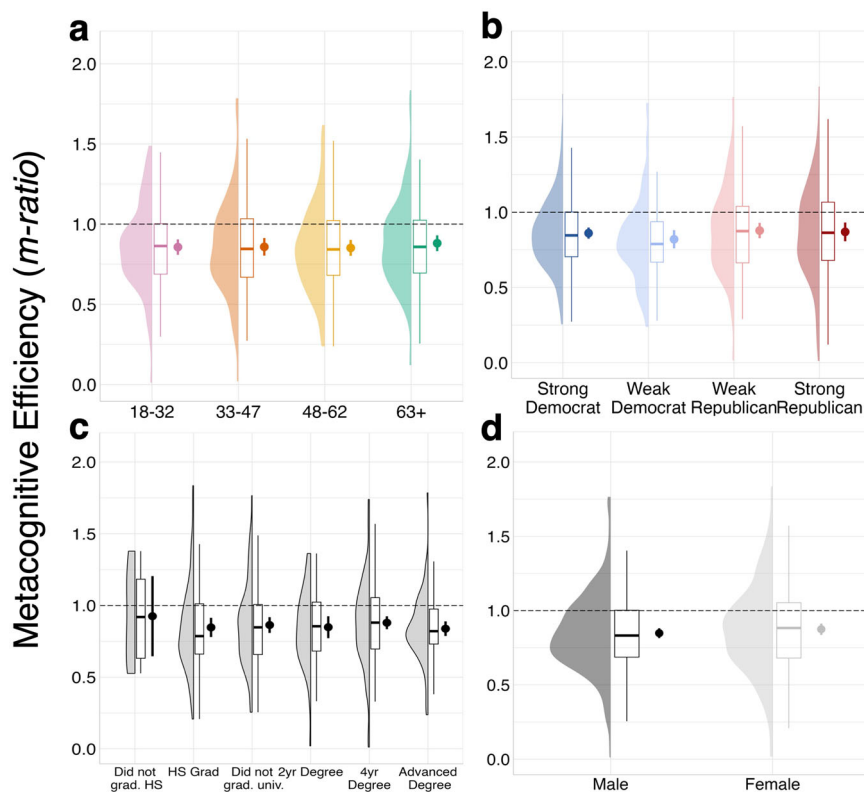 Metacognitive Efficiency (m-ratio)
a
2.0
1.5
1.0
0.5
0.0
18-32 33-47 48-62 63+
b
2.0
1.5
1.0
0.5
0.0
Strong Democrat
Weak Democrat
Weak Republican
Strong Republican
c
2.0
1.5
1.0
0.5
0.0
Did not grad. HS
HS Grad
Did not grad. univ.
2yr Degree
4yr Degree
Advanced Degree
d
2.0
1.5
1.0
0.5
0.0
Male Female